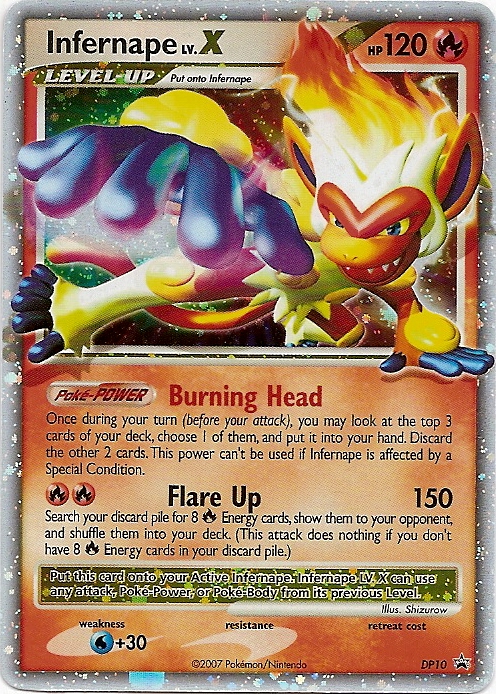 Infernape LV. X HP 120
LEVEL-UP Put onto Infernape
Poké-POWER Burning Head
Once during your turn (before your attack), you may look at the top 3
cards of your deck, choose 1 of them, and put it into your hand. Discard
the other 2 cards. This power can't be used if Infernape is affected by a
Special Condition.
Flare Up 150
Search your discard pile for 8 Energy cards, show them to your opponent,
and shuffle them into your deck. (This attack does nothing if you don't
have 8 Energy cards in your discard pile.)
Put this card onto your Active Infernape. Infernape LV. X can use
any attack, Poké-Power, or Poké-Body from its previous Level.
Illus. Shizurow
weakness resistance retreat cost
+30
©2007 Pokémon/Nintendo DP10